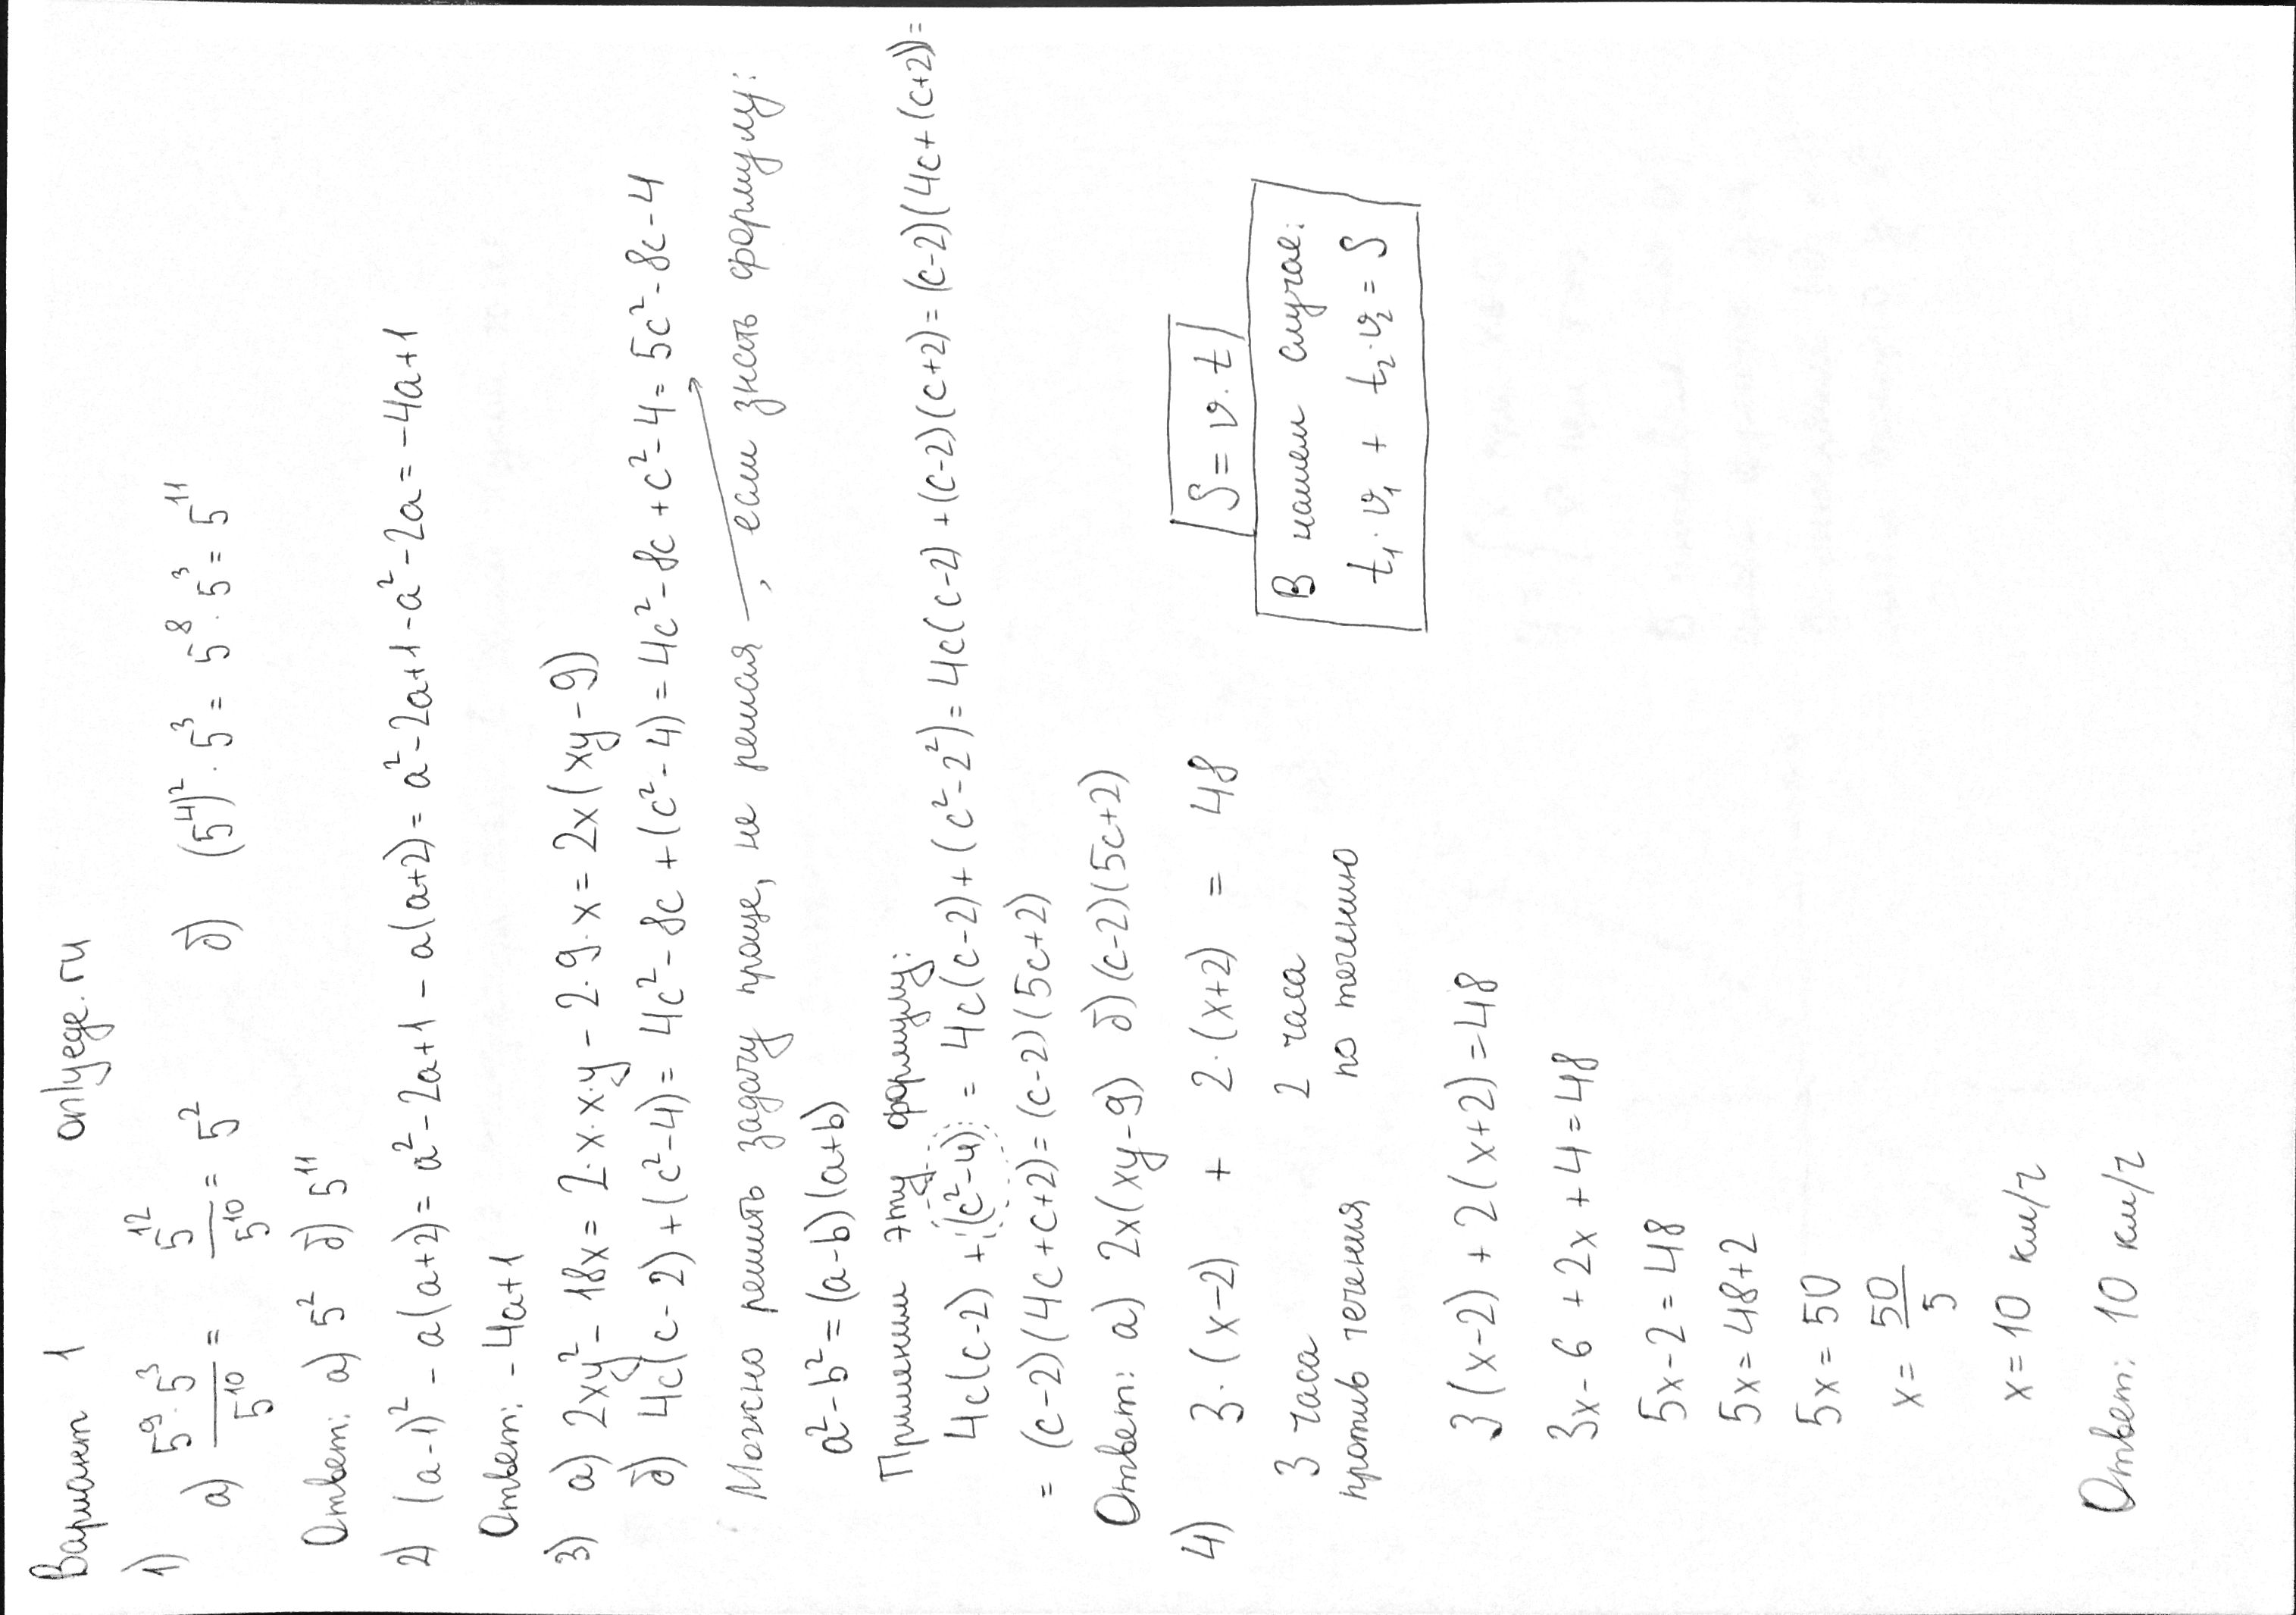 Вариант 1 onlyege.ru
1)
а) 5⁹·5³/5¹⁰ = 5¹²/5¹⁰ = 5² б) (5⁴)²·5³ = 5⁸·5³ = 5¹¹
Ответ: а) 5² б) 5¹¹
2) (a-1)² - a(a+2) = a² - 2a+1 - a(a+2) = a² - 2a+1 - a² - 2a = -4a+1
Ответ: -4a+1
3) а) 2xy² - 18x = 2·x·x·y - 2·9·x = 2x(xy-9)
б) 4c(c-2) + (c²-4) = 4c² - 8c + (c²-4) = 4c² - 8c + c² - 4 = 5c² - 8c - 4
Можно решить задачу проще, не решая , если знать формулу:
a² - b² = (a-b)(a+b)
Применим эту формулу:
4c(c-2) + (c²-4) = 4c(c-2) + (c²-2²) = 4c(c-2) + (c-2)(c+2) = (c-2)(4c+(c+2)) =
= (c-2)(4c+c+2) = (c-2)(5c+2)
Ответ: а) 2x(xy-9) б) (c-2)(5c+2)
4) 3·(x-2) + 2·(x+2) = 48
3 часа 2 часа
против течения по течению
S = v·t
В нашем случае:
t₁·v₁ + t₂·v₂ = S
3(x-2) + 2(x+2) = 48
3x - 6 + 2x + 4 = 48
5x - 2 = 48
5x = 48+2
5x = 50
x = 50/5
x = 10 км/ч
Ответ: 10 км/ч